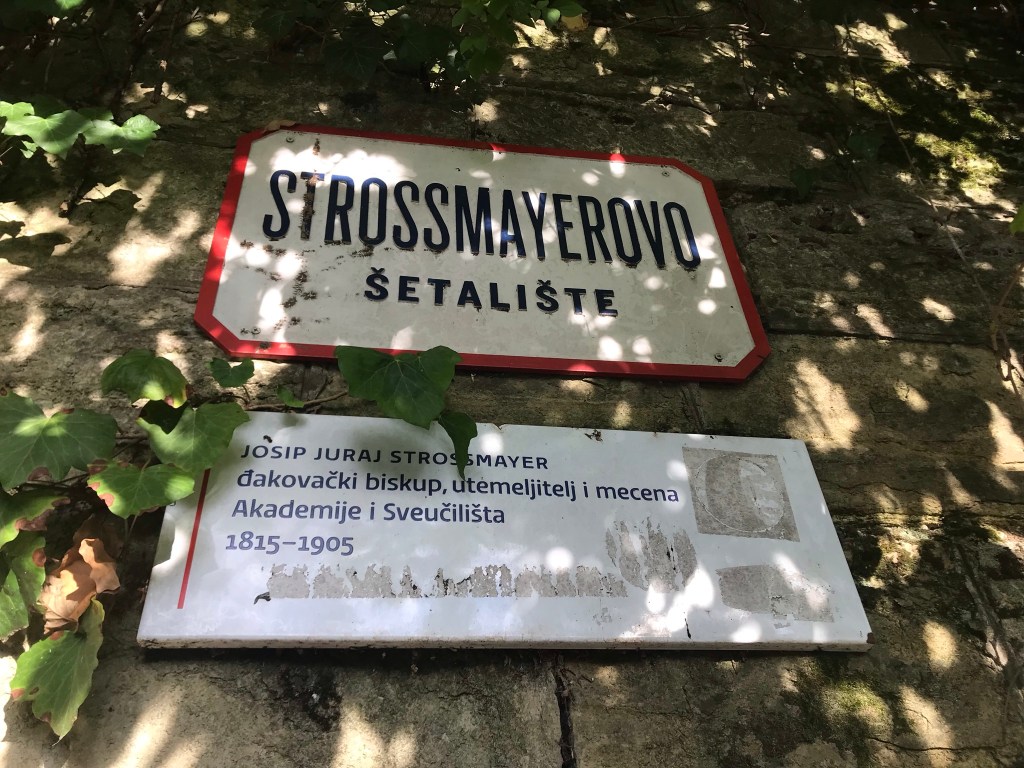 STROSSMAYEROVO
ŠETALIŠTE
JOSIP JURAJ STROSSMAYER
đakovački biskup, utemeljitelj i mecena
Akademije i Sveučilišta
1815–1905